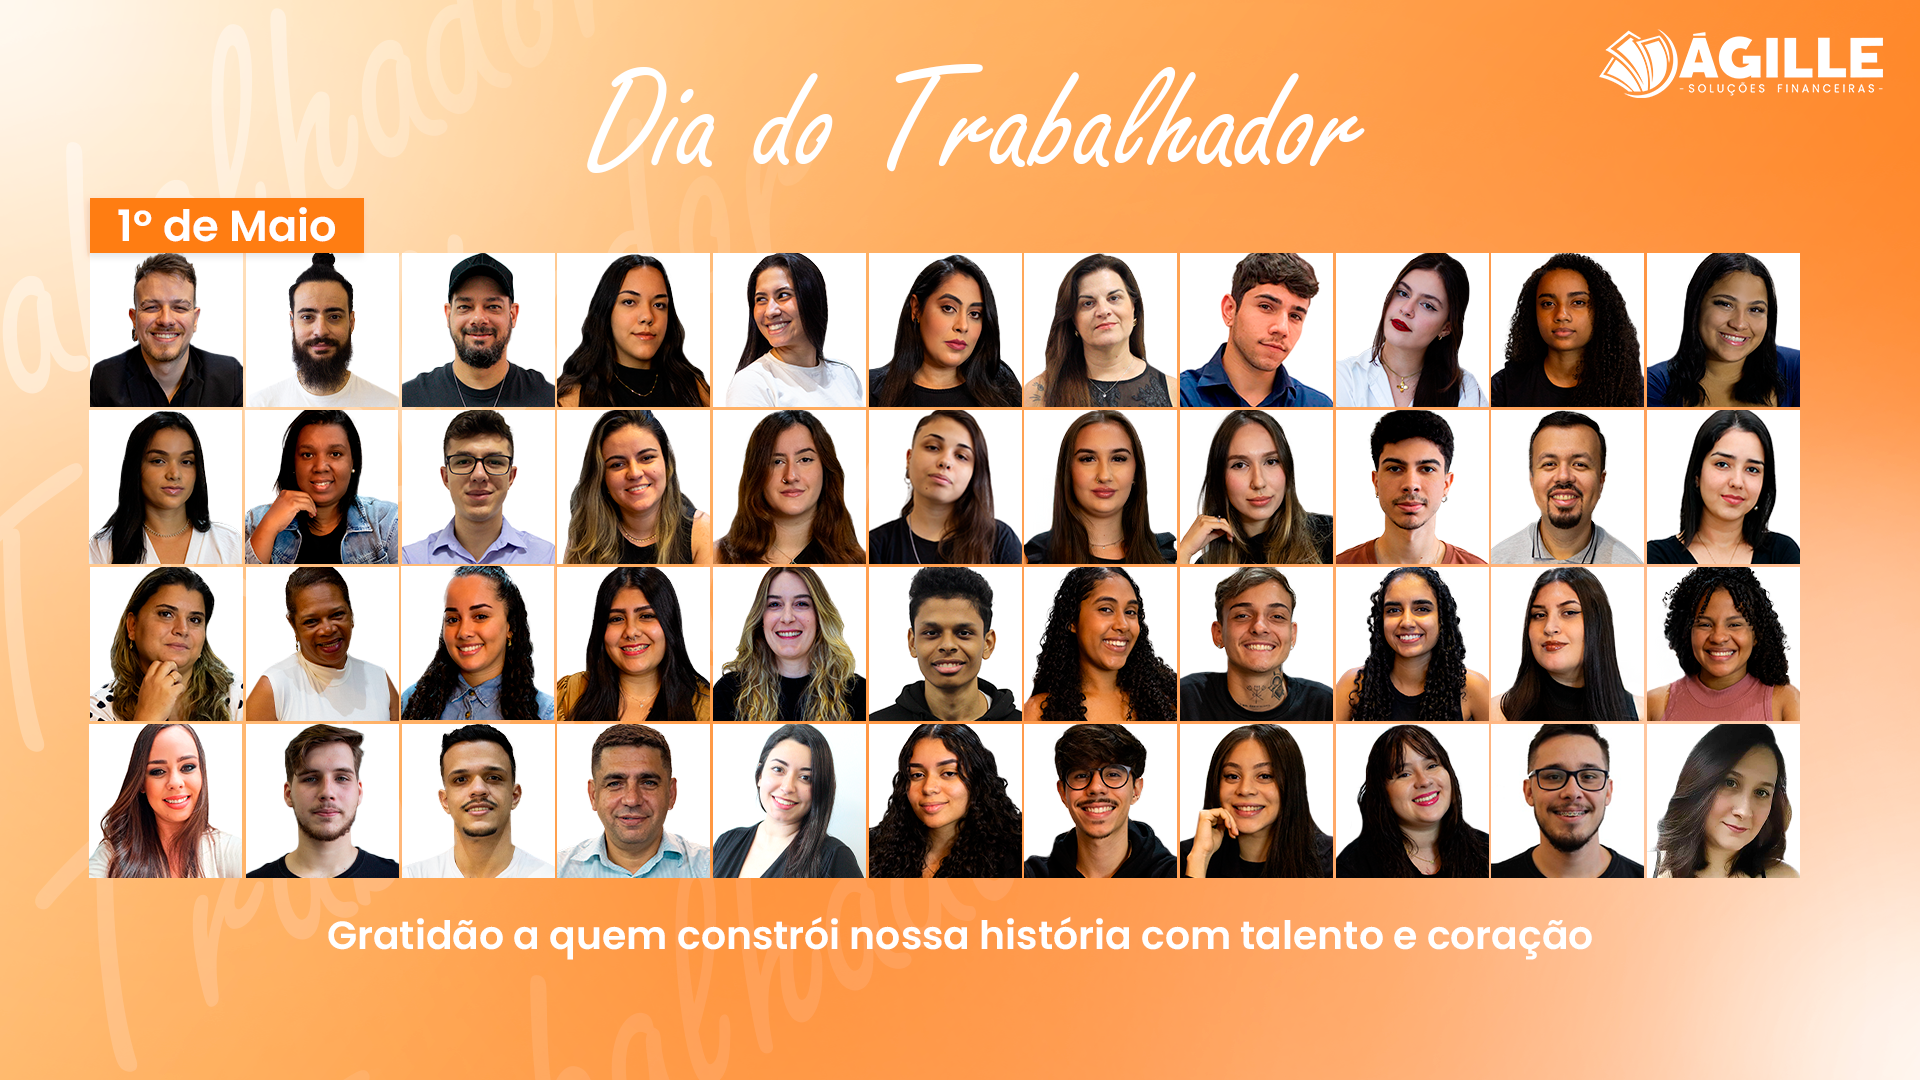 ÁGILLE
-SOLUÇÕES FINANCEIRAS-
Dia do Trabalhador
1º de Maio
Gratidão a quem constrói nossa história com talento e coração